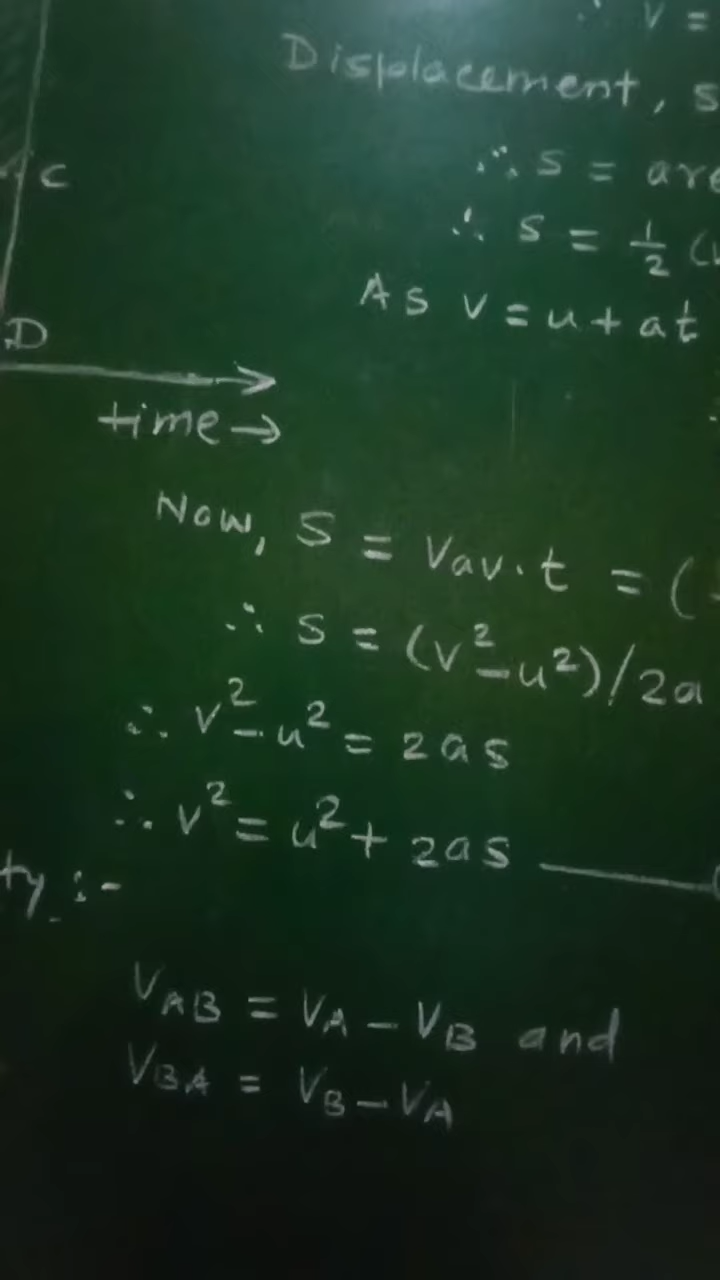 ∴ v =
Displacement, s
∴ s = are
C
∴ s = 1/2 (
As v = u + at
D
time →
Now, S = Vav. t = (
∴ s = (v² - u²)/2a
∴ v² - u² = 2as
∴ v² = u² + 2as
ty :-
VAB = VA - VB and
VBA = VB - VA